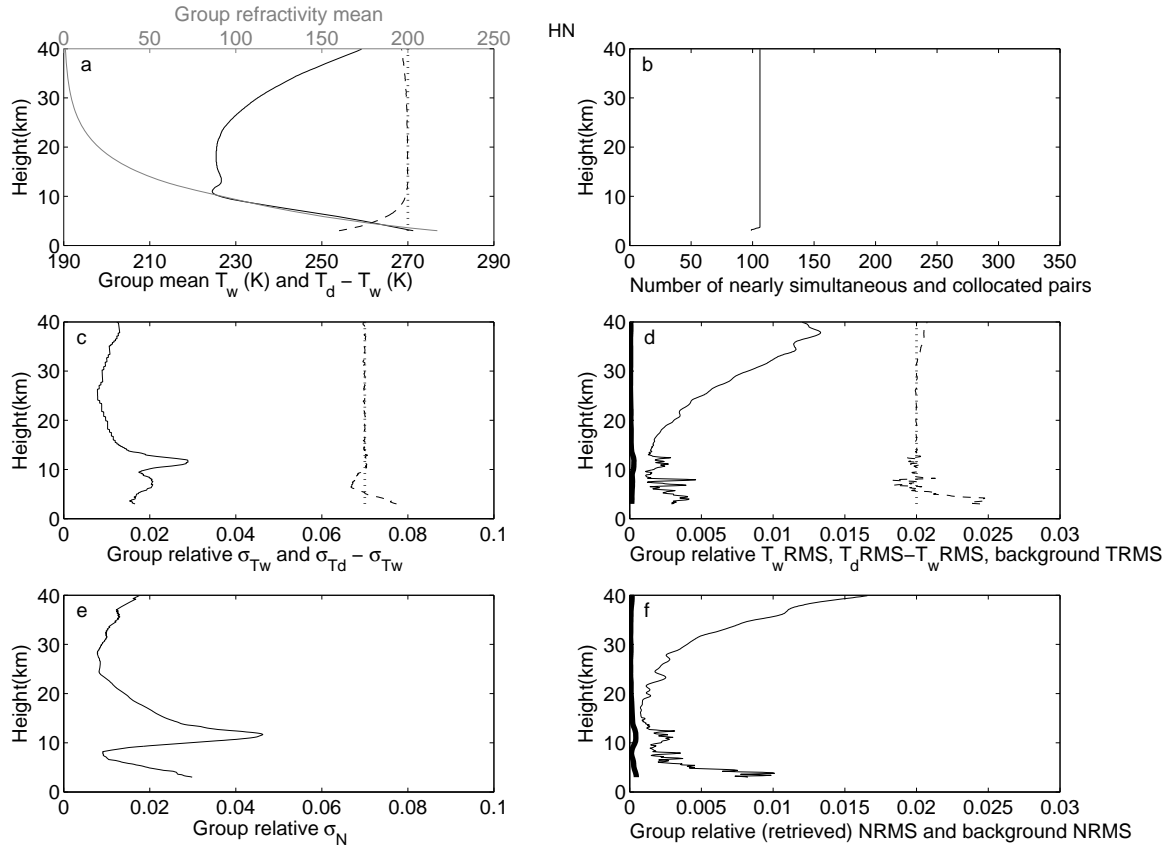 Group refractivity mean
HN
0 50 100 150 200 250
40
30
20
10
0
Height(km)
a
190 210 230 250 270 290
Group mean T_w (K) and T_d − T_w (K)
40
30
20
10
0
Height(km)
b
0 50 100 150 200 250 300 350
Number of nearly simultaneous and collocated pairs
40
30
20
10
0
Height(km)
c
0 0.02 0.04 0.06 0.08 0.1
Group relative σ_Tw and σ_Td − σ_Tw
40
30
20
10
0
Height(km)
d
0 0.005 0.01 0.015 0.02 0.025 0.03
Group relative T_wRMS, T_dRMS−T_wRMS, background TRMS
40
30
20
10
0
Height(km)
e
0 0.02 0.04 0.06 0.08 0.1
Group relative σ_N
40
30
20
10
0
Height(km)
f
0 0.005 0.01 0.015 0.02 0.025 0.03
Group relative (retrieved) NRMS and background NRMS